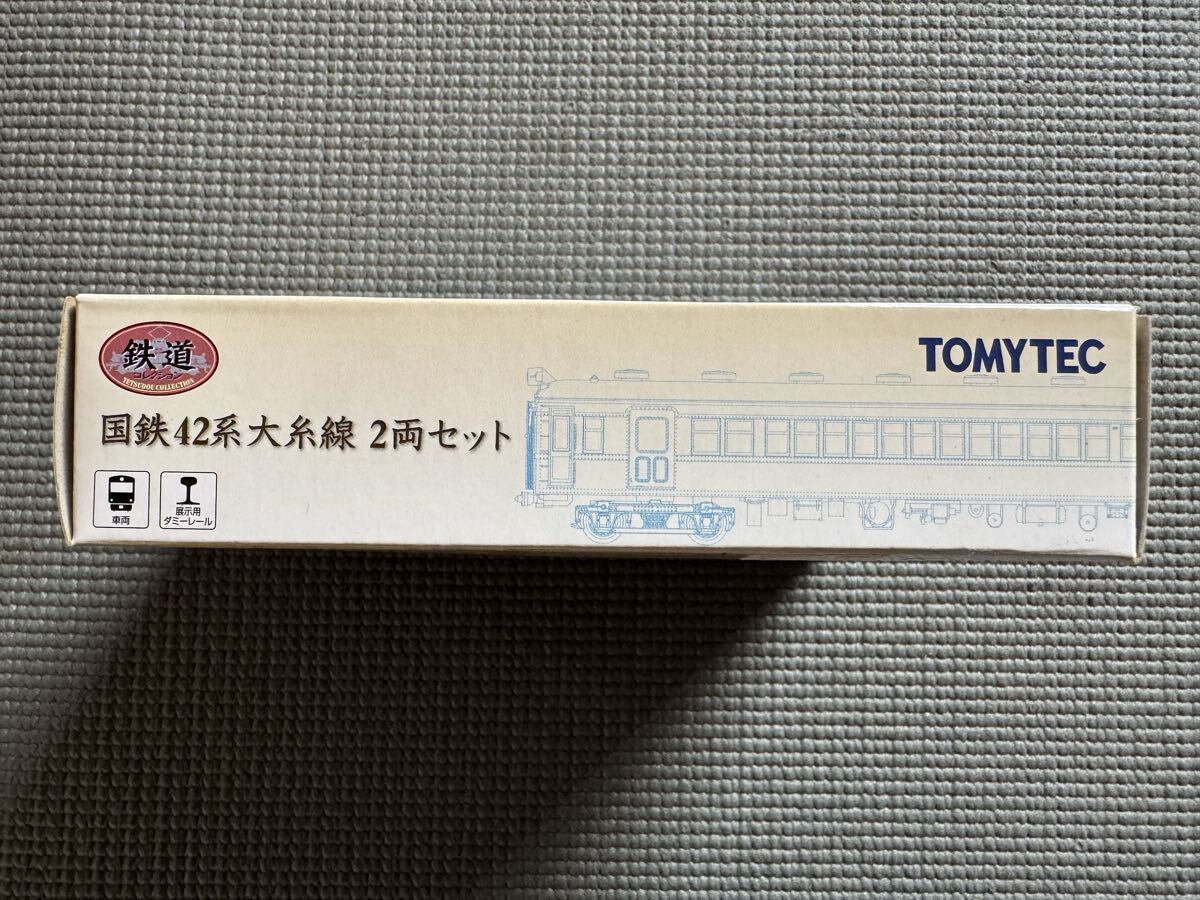 鉄道
コレクション
TETSUDOU COLLECTION
TOMYTEC
国鉄42系大糸線 2両セット
車両
展示用
ダミーレール